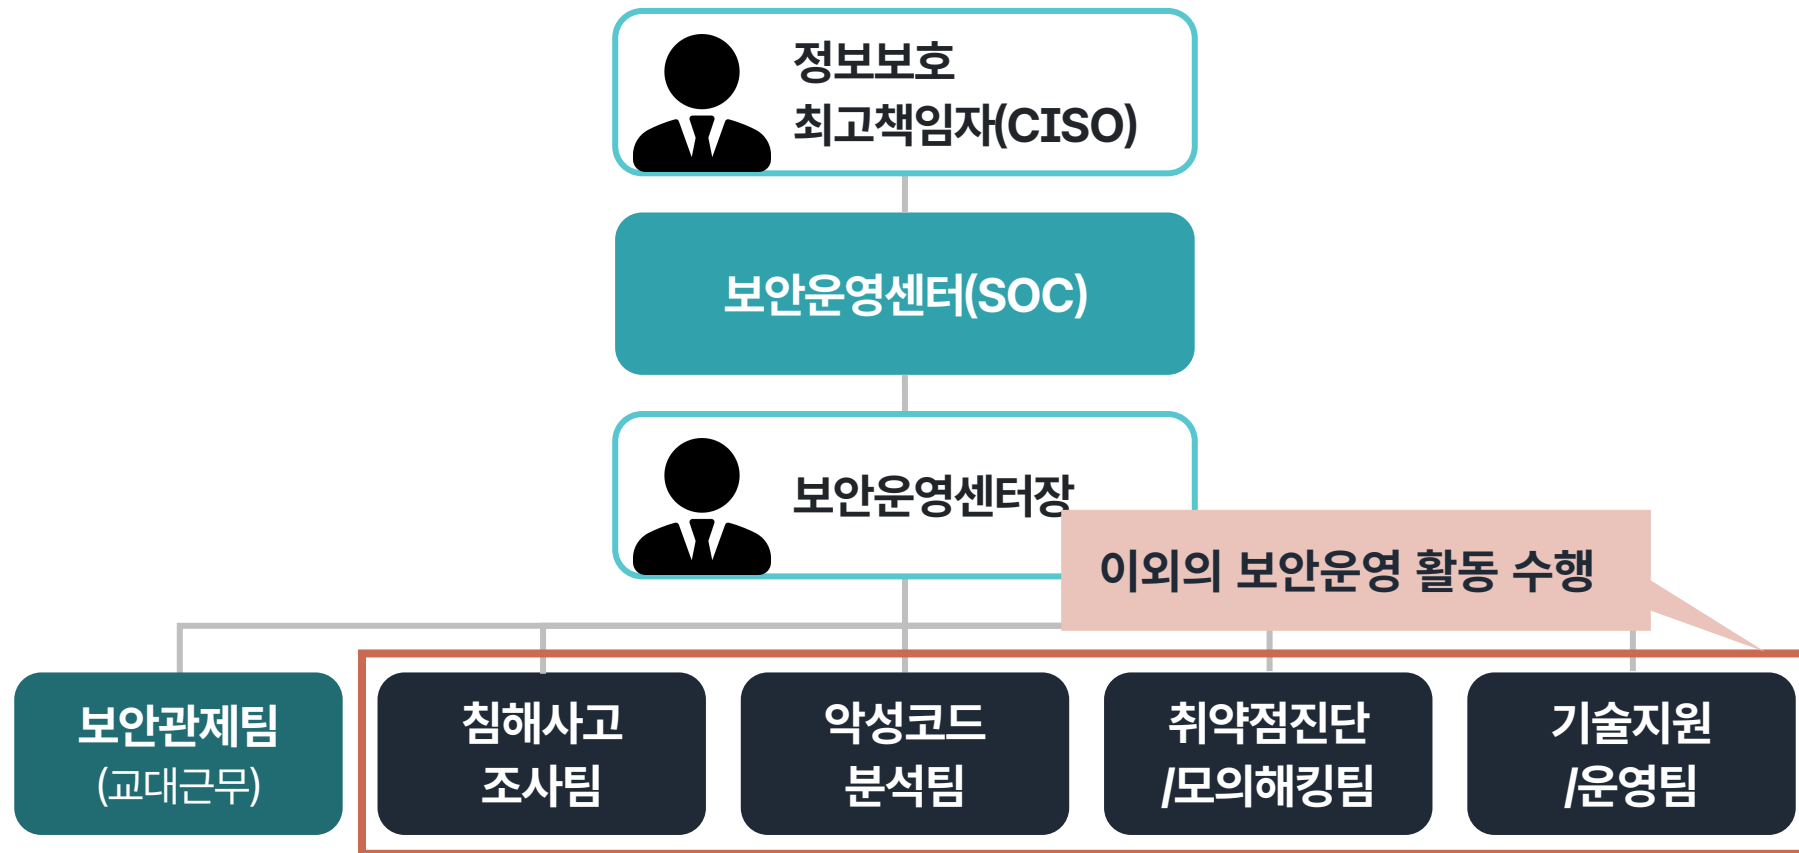 정보보호
최고책임자(CISO)
보안운영센터(SOC)
보안운영센터장
이외의 보안운영 활동 수행
보안관제팀
(교대근무)
침해사고
조사팀
악성코드
분석팀
취약점진단
/모의해킹팀
기술지원
/운영팀